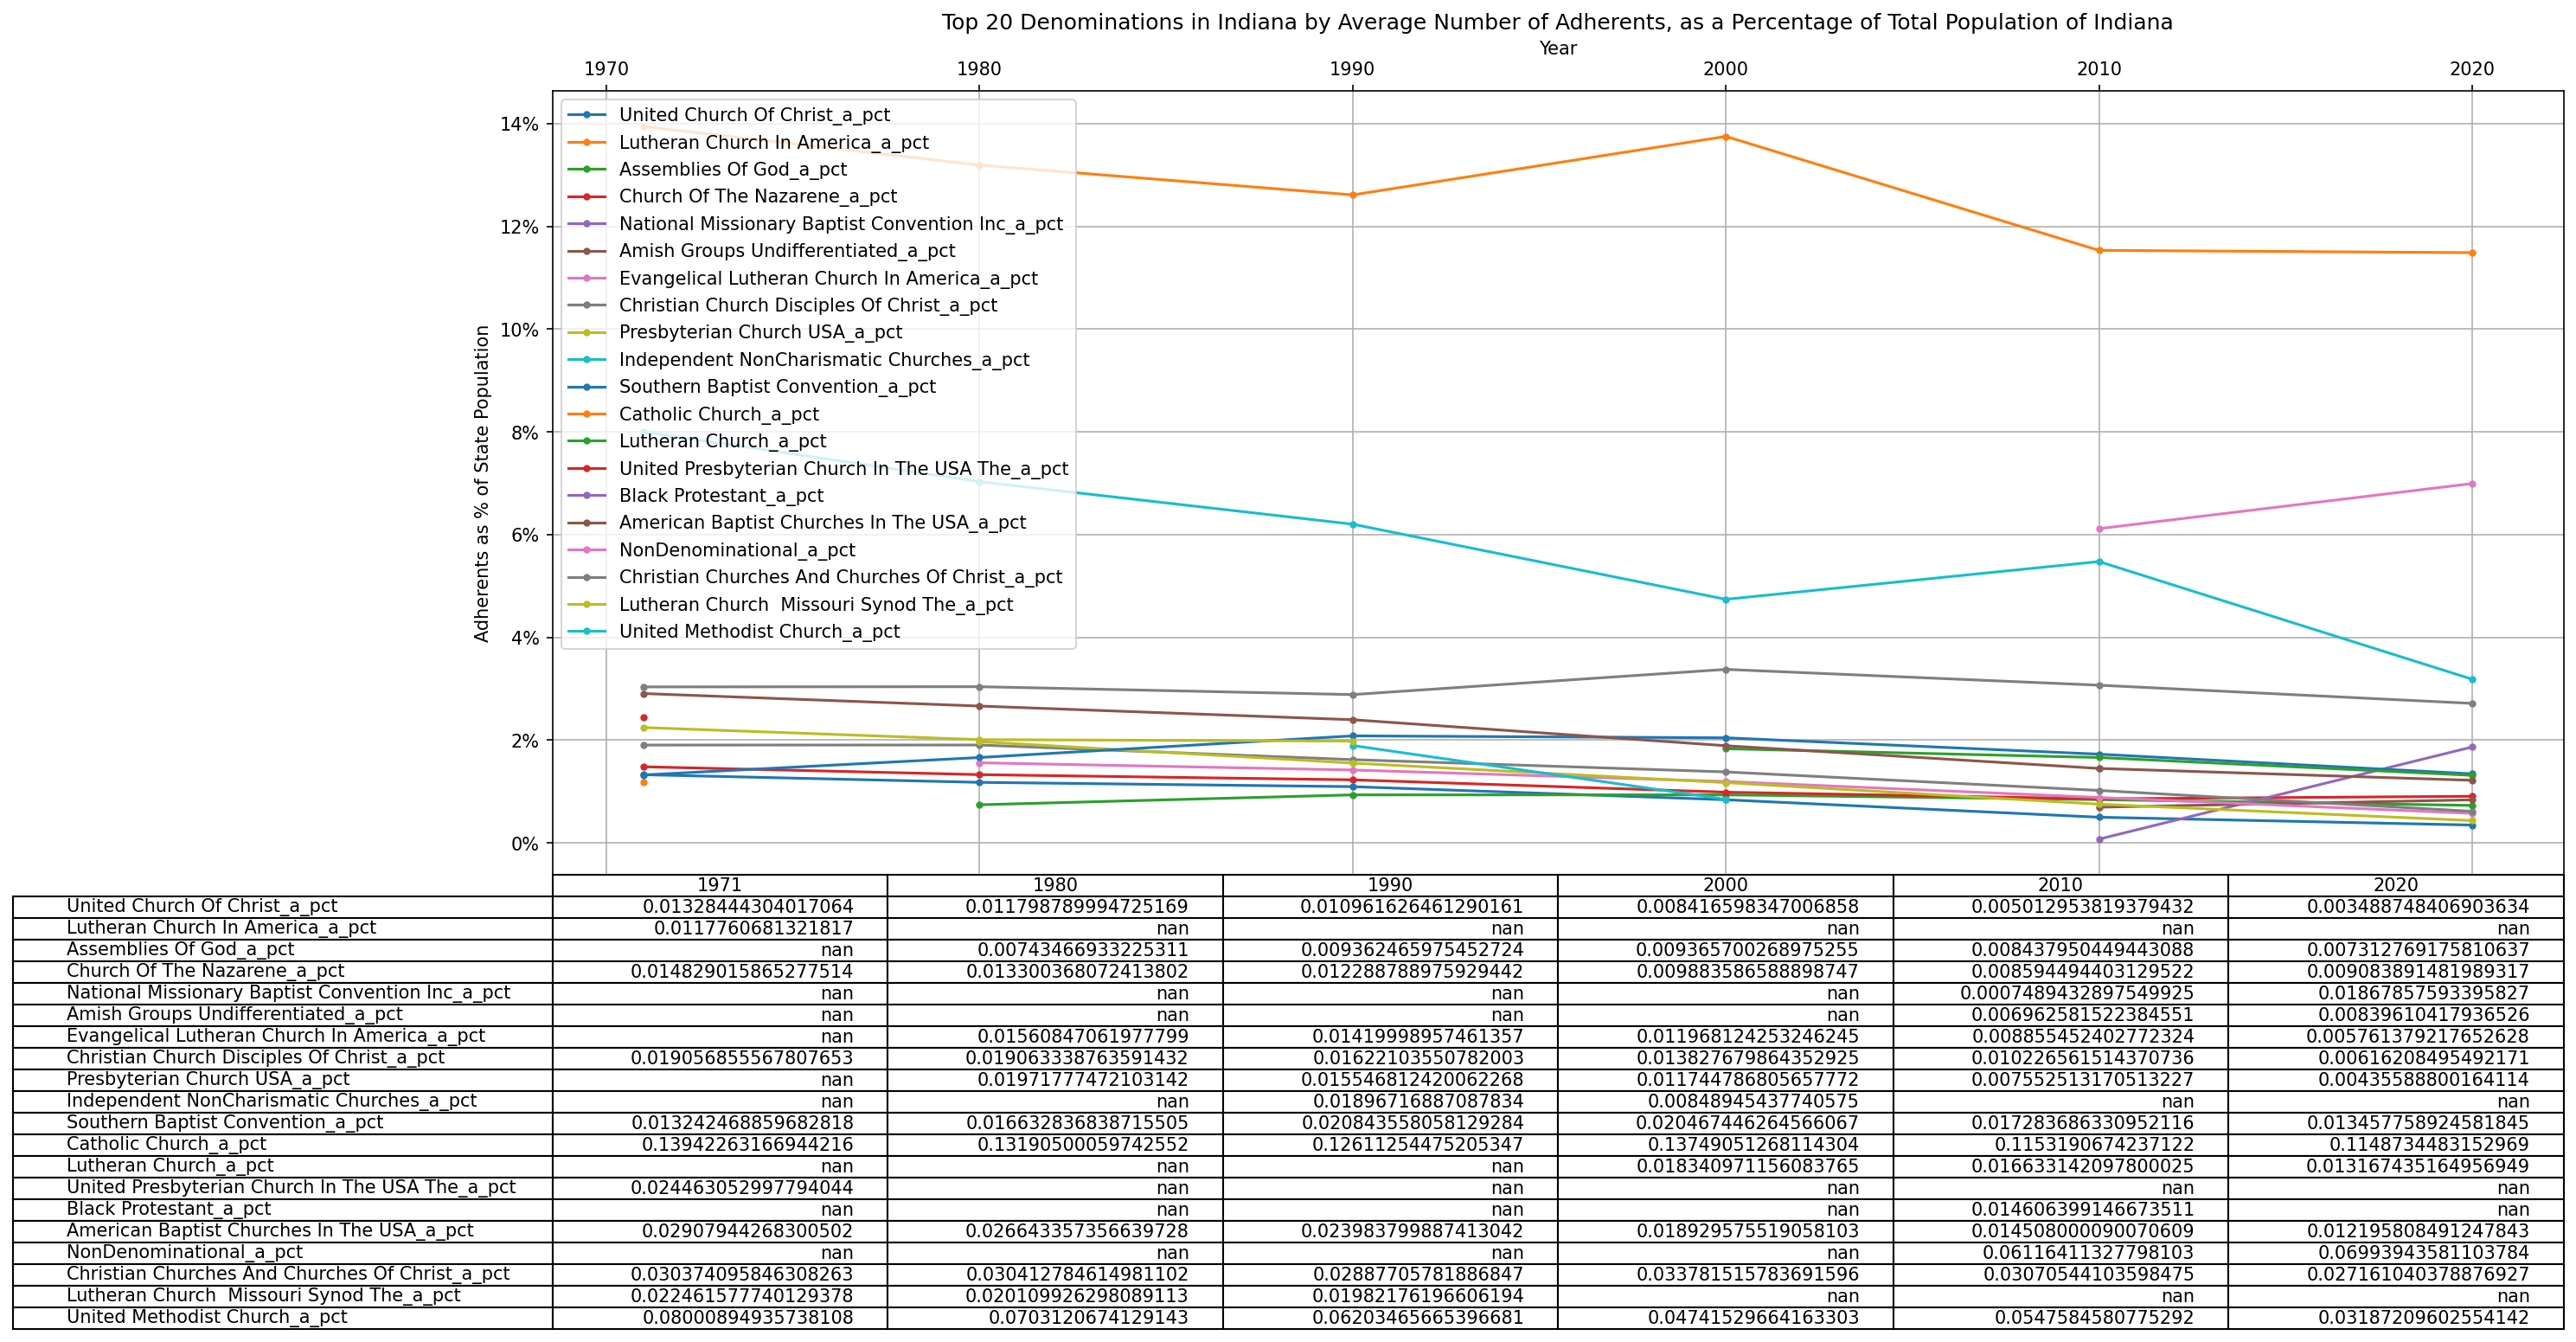 Top 20 Denominations in Indiana by Average Number of Adherents, as a Percentage of Total Population of Indiana
Year
1970 1980 1990 2000 2010 2020
14%
12%
10%
8%
6%
4%
2%
0%
Adherents as % of State Population
United Church Of Christ_a_pct
Lutheran Church In America_a_pct
Assemblies Of God_a_pct
Church Of The Nazarene_a_pct
National Missionary Baptist Convention Inc_a_pct
Amish Groups Undifferentiated_a_pct
Evangelical Lutheran Church In America_a_pct
Christian Church Disciples Of Christ_a_pct
Presbyterian Church USA_a_pct
Independent NonCharismatic Churches_a_pct
Southern Baptist Convention_a_pct
Catholic Church_a_pct
Lutheran Church_a_pct
United Presbyterian Church In The USA The_a_pct
Black Protestant_a_pct
American Baptist Churches In The USA_a_pct
NonDenominational_a_pct
Christian Churches And Churches Of Christ_a_pct
Lutheran Church  Missouri Synod The_a_pct
United Methodist Church_a_pct
1971 1980 1990 2000 2010 2020
United Church Of Christ_a_pct 0.01328444304017064 0.011798789994725169 0.010961626461290161 0.008416598347006858 0.005012953819379432 0.003488748406903634
Lutheran Church In America_a_pct 0.0117760681321817 nan nan nan nan nan
Assemblies Of God_a_pct nan 0.00743466933225311 0.009362465975452724 0.009365700268975255 0.008437950449443088 0.007312769175810637
Church Of The Nazarene_a_pct 0.014829015865277514 0.013300368072413802 0.012288788975929442 0.009883586588898747 0.008594494403129522 0.009083891481989317
National Missionary Baptist Convention Inc_a_pct nan nan nan nan 0.0007489432897549925 0.01867857593395827
Amish Groups Undifferentiated_a_pct nan nan nan nan 0.006962581522384551 0.00839610417936526
Evangelical Lutheran Church In America_a_pct nan 0.01560847061977799 0.01419998957461357 0.011968124253246245 0.008855452402772324 0.005761379217652628
Christian Church Disciples Of Christ_a_pct 0.019056855567807653 0.019063338763591432 0.01622103550782003 0.013827679864352925 0.010226561514370736 0.00616208495492171
Presbyterian Church USA_a_pct nan 0.01971777472103142 0.015546812420062268 0.011744786805657772 0.007552513170513227 0.00435588800164114
Independent NonCharismatic Churches_a_pct nan nan 0.01896716887087834 0.00848945437740575 nan nan
Southern Baptist Convention_a_pct 0.013242468859682818 0.016632836838715505 0.020843558058129284 0.020467446264566067 0.017283686330952116 0.013457758924581845
Catholic Church_a_pct 0.13942263166944216 0.13190500059742552 0.12611254475205347 0.13749051268114304 0.1153190674237122 0.1148734483152969
Lutheran Church_a_pct nan nan nan 0.018340971156083765 0.016633142097800025 0.013167435164956949
United Presbyterian Church In The USA The_a_pct 0.024463052997794044 nan nan nan nan nan
Black Protestant_a_pct nan nan nan nan 0.014606399146673511 nan
American Baptist Churches In The USA_a_pct 0.02907944268300502 0.026643357356639728 0.023983799887413042 0.018929575519058103 0.014508000090070609 0.012195808491247843
NonDenominational_a_pct nan nan nan nan 0.06116411327798103 0.06993943581103784
Christian Churches And Churches Of Christ_a_pct 0.030374095846308263 0.030412784614981102 0.02887705781886847 0.033781515783691596 0.03070544103598475 0.027161040378876927
Lutheran Church  Missouri Synod The_a_pct 0.022461577740129378 0.020109926298089113 0.01982176196606194 nan nan nan
United Methodist Church_a_pct 0.08000894935738108 0.0703120674129143 0.06203465665396681 0.04741529664163303 0.0547584580775292 0.03187209602554142